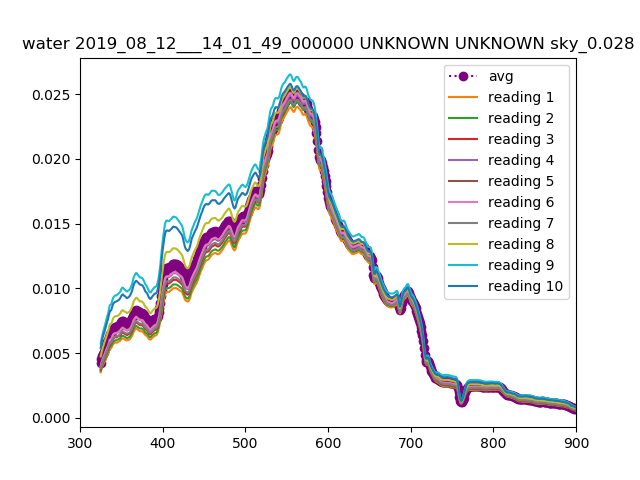 water 2019_08_12___14_01_49_000000 UNKNOWN UNKNOWN sky_0.028
avg
reading 1
reading 2
reading 3
reading 4
reading 5
reading 6
reading 7
reading 8
reading 9
reading 10
0.025
0.020
0.015
0.010
0.005
0.000
300 400 500 600 700 800 900